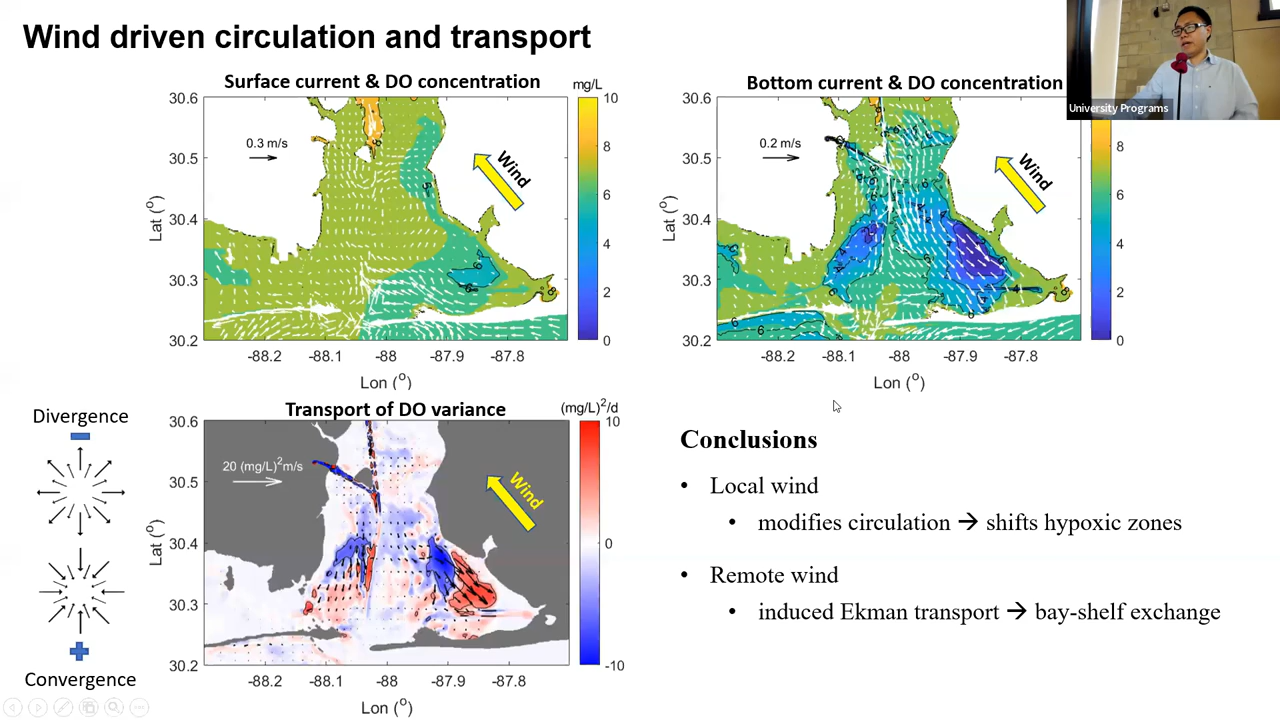 Wind driven circulation and transport
University Programs
Surface current & DO concentration
mg/L
30.6
30.5
30.4
30.3
30.2
Lat (°)
0.3 m/s
Wind
10
8
6
4
2
0
-88.2
-88.1
-88
-87.9
-87.8
Lon (°)
Bottom current & DO concentration
30.6
30.5
30.4
30.3
30.2
Lat (°)
0.2 m/s
Wind
6
6
8
6
4
2
0
-88.2
-88.1
-88
-87.9
-87.8
Lon (°)
Divergence
Convergence
Transport of DO variance
(mg/L)²/d
30.6
30.5
30.4
30.3
30.2
Lat (°)
20 (mg/L)²m/s
Wind
10
0
-10
-88.2
-88.1
-88
-87.9
-87.8
Lon (°)
Conclusions
• Local wind
• modifies circulation → shifts hypoxic zones
• Remote wind
• induced Ekman transport → bay-shelf exchange